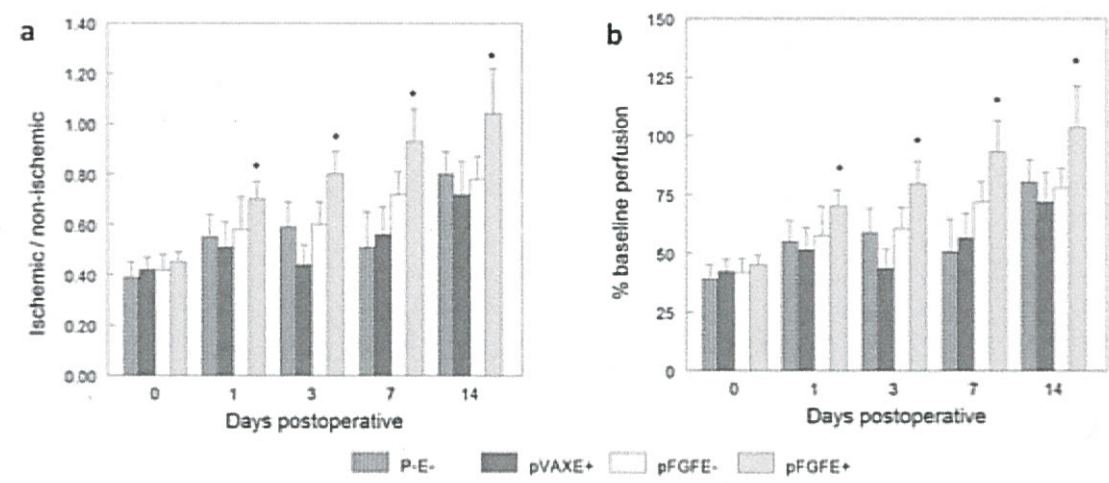 a
1.40
1.20
1.00
0.80
0.60
0.40
0.20
0.00
Ischemic / non-ischemic
0 1 3 7 14
Days postoperative
b
150
125
100
75
50
25
0
% baseline perfusion
0 1 3 7 14
Days postoperative
P-E- pVAXE+ pFGFE- pFGFE+